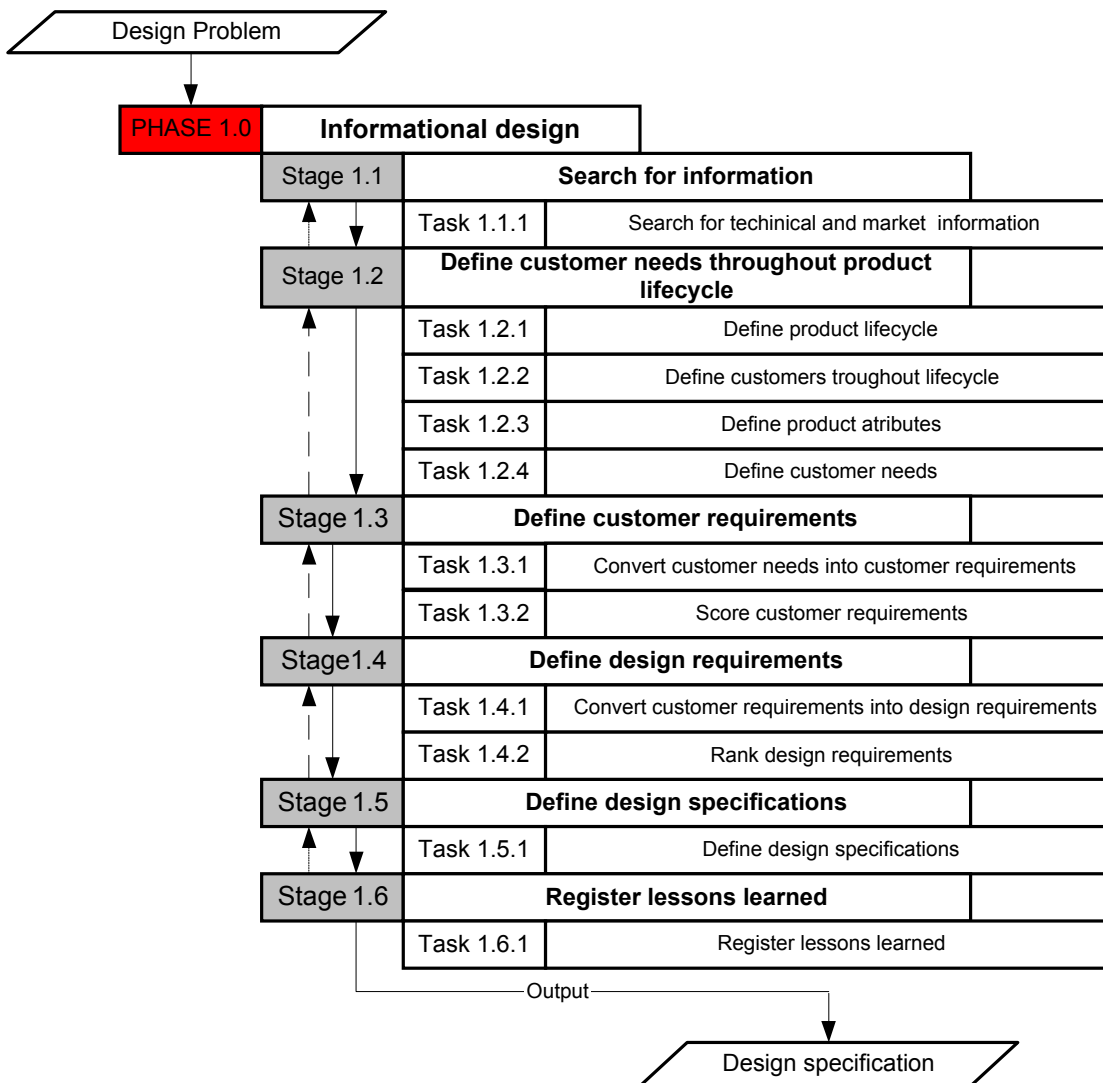 Design Problem
PHASE 1.0 Informational design
Stage 1.1 Search for information
Task 1.1.1 Search for techinical and market information
Stage 1.2 Define customer needs throughout product
lifecycle
Task 1.2.1 Define product lifecycle
Task 1.2.2 Define customers troughout lifecycle
Task 1.2.3 Define product atributes
Task 1.2.4 Define customer needs
Stage 1.3 Define customer requirements
Task 1.3.1 Convert customer needs into customer requirements
Task 1.3.2 Score customer requirements
Stage1.4 Define design requirements
Task 1.4.1 Convert customer requirements into design requirements
Task 1.4.2 Rank design requirements
Stage 1.5 Define design specifications
Task 1.5.1 Define design specifications
Stage 1.6 Register lessons learned
Task 1.6.1 Register lessons learned
Output
Design specification